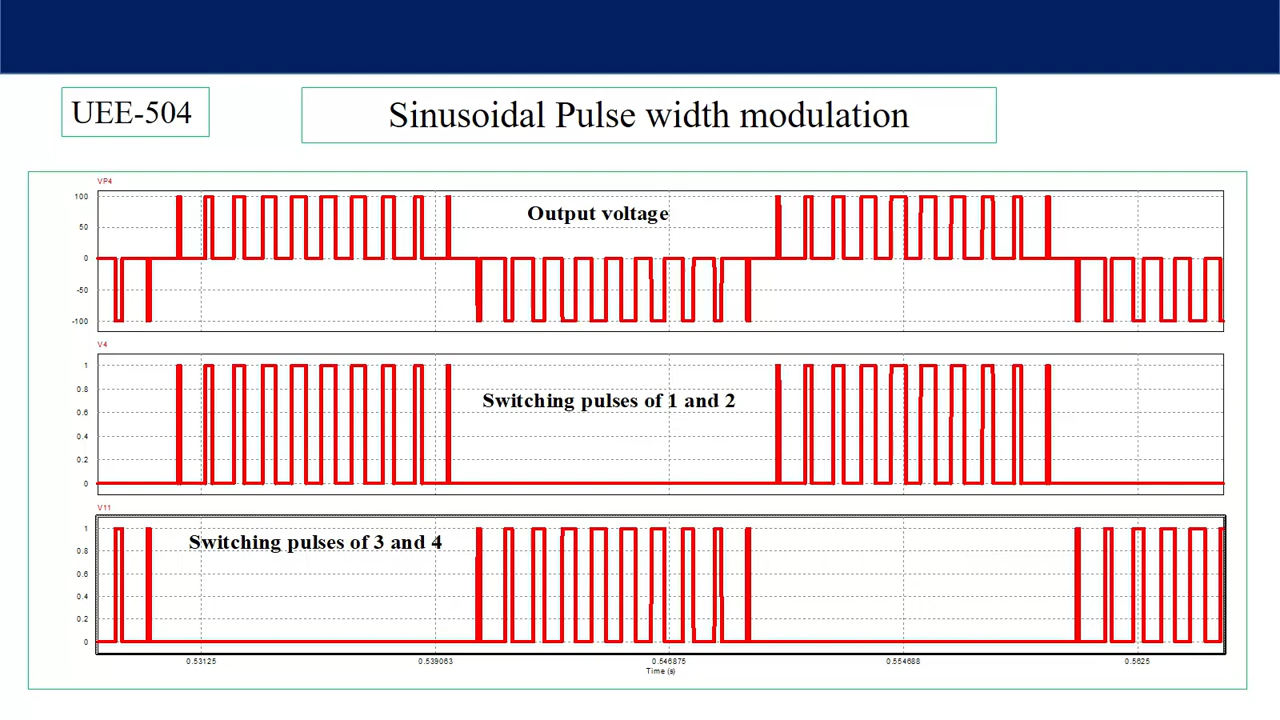 UEE-504
Sinusoidal Pulse width modulation
VP4
100
50
0
-50
-100
Output voltage
V4
1
0.8
0.6
0.4
0.2
0
Switching pulses of 1 and 2
V11
1
0.8
0.6
0.4
0.2
0
Switching pulses of 3 and 4
0.53125 0.539063 0.546875 0.554688 0.5625
Time (s)